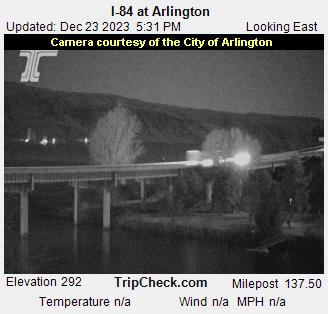 I-84 at Arlington
Updated: Dec 23 2023 5:31 PM Looking East
Camera courtesy of the City of Arlington
Elevation 292 TripCheck.com Milepost 137.50
Temperature n/a Wind n/a MPH n/a